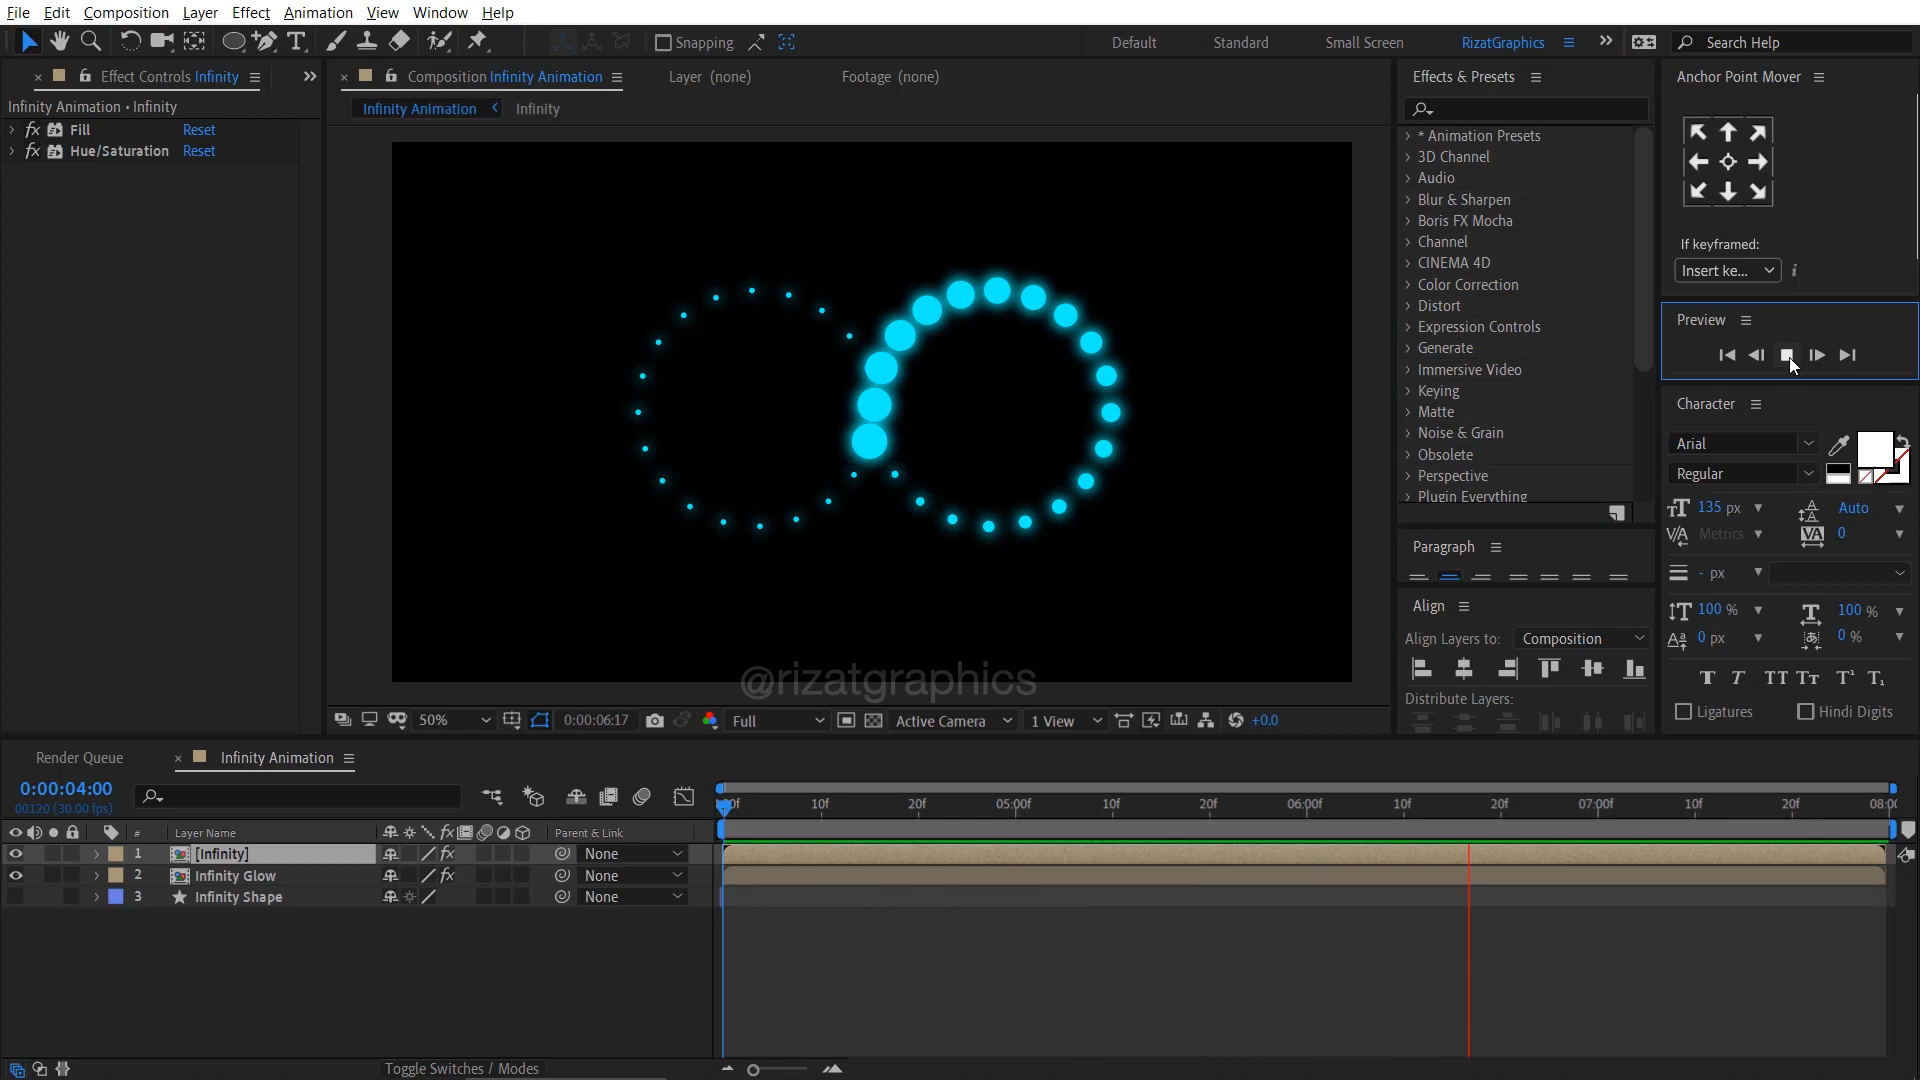 File Edit Composition Layer Effect Animation View Window Help
Snapping
Default Standard Small Screen RizatGraphics
Search Help
Effect Controls Infinity
Infinity Animation • Infinity
fx Fill Reset
fx Hue/Saturation Reset
Composition Infinity Animation
Layer (none)
Footage (none)
Infinity Animation
Infinity
@rizatgraphics
50%
0:00:06:17
Full
Active Camera
1 View
+0.0
Effects & Presets
* Animation Presets
3D Channel
Audio
Blur & Sharpen
Boris FX Mocha
Channel
CINEMA 4D
Color Correction
Distort
Expression Controls
Generate
Immersive Video
Keying
Matte
Noise & Grain
Obsolete
Perspective
Plugin Everything
Paragraph
Align
Align Layers to: Composition
Distribute Layers:
Anchor Point Mover
If keyframed:
Insert ke...
Preview
Character
Arial
Regular
135 px
Auto
Metrics
0
- px
100 %
100 %
0 px
0 %
Ligatures
Hindi Digits
Render Queue
Infinity Animation
0:00:04:00
00120 (30.00 fps)
10f 20f 05:00f 10f 20f 06:00f 10f 20f 07:00f 10f 20f
# Layer Name fx Parent & Link
1 [Infinity] fx None
2 Infinity Glow fx None
3 Infinity Shape None
Toggle Switches / Modes